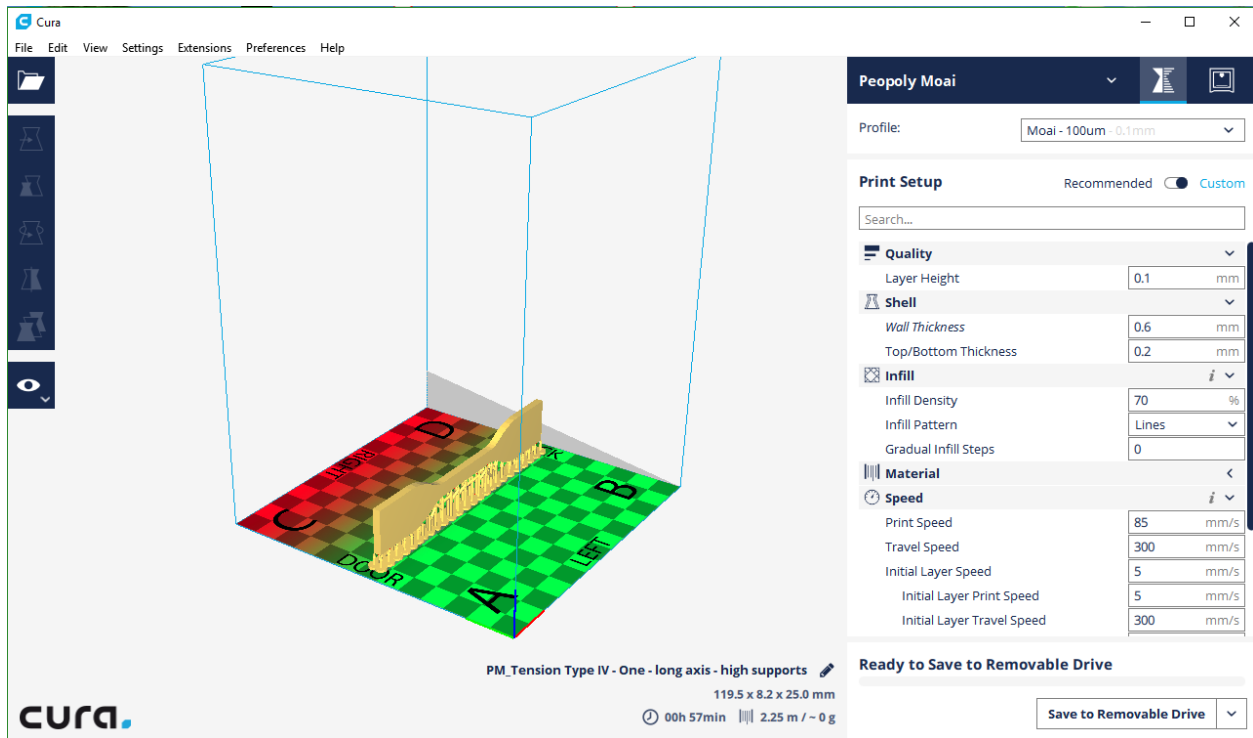 Cura
File Edit View Settings Extensions Preferences Help
Peopoly Moai
Profile: Moai - 100um - 0.1mm
Print Setup Recommended Custom
Search...
Quality
Layer Height 0.1 mm
Shell
Wall Thickness 0.6 mm
Top/Bottom Thickness 0.2 mm
Infill i
Infill Density 70 %
Infill Pattern Lines
Gradual Infill Steps 0
Material
Speed i
Print Speed 85 mm/s
Travel Speed 300 mm/s
Initial Layer Speed 5 mm/s
Initial Layer Print Speed 5 mm/s
Initial Layer Travel Speed 300 mm/s
D
RIGHT
K
B
C
LEFT
DOOR
A
PM_Tension Type IV - One - long axis - high supports
119.5 x 8.2 x 25.0 mm
00h 57min 2.25 m / ~ 0 g
cura.
Ready to Save to Removable Drive
Save to Removable Drive